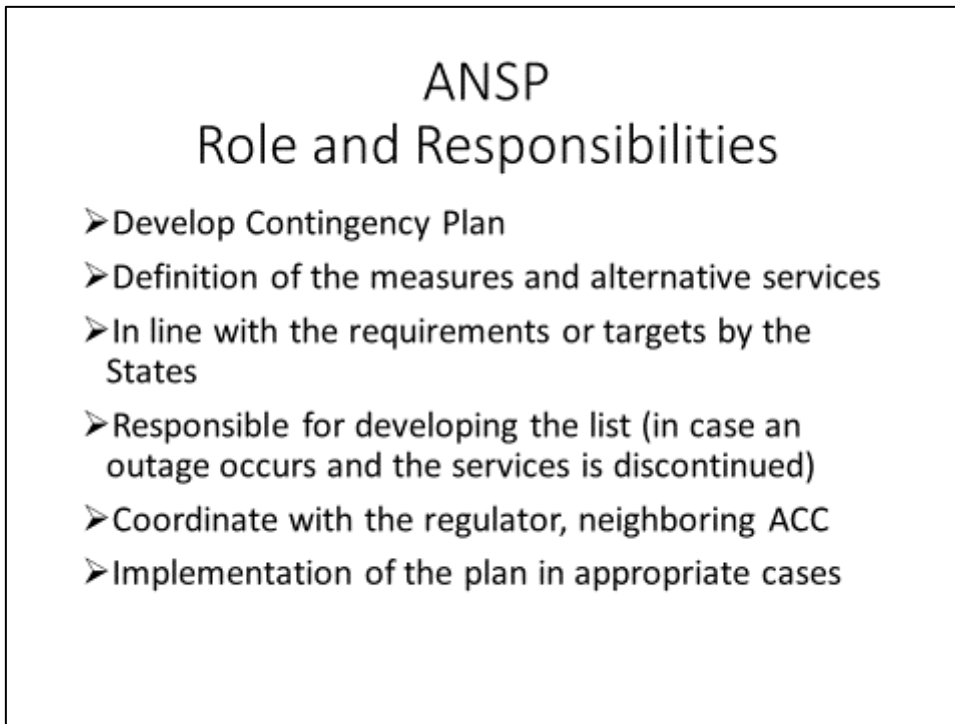 ANSP
Role and Responsibilities
➢Develop Contingency Plan
➢Definition of the measures and alternative services
➢In line with the requirements or targets by the
States
➢Responsible for developing the list (in case an
outage occurs and the services is discontinued)
➢Coordinate with the regulator, neighboring ACC
➢Implementation of the plan in appropriate cases